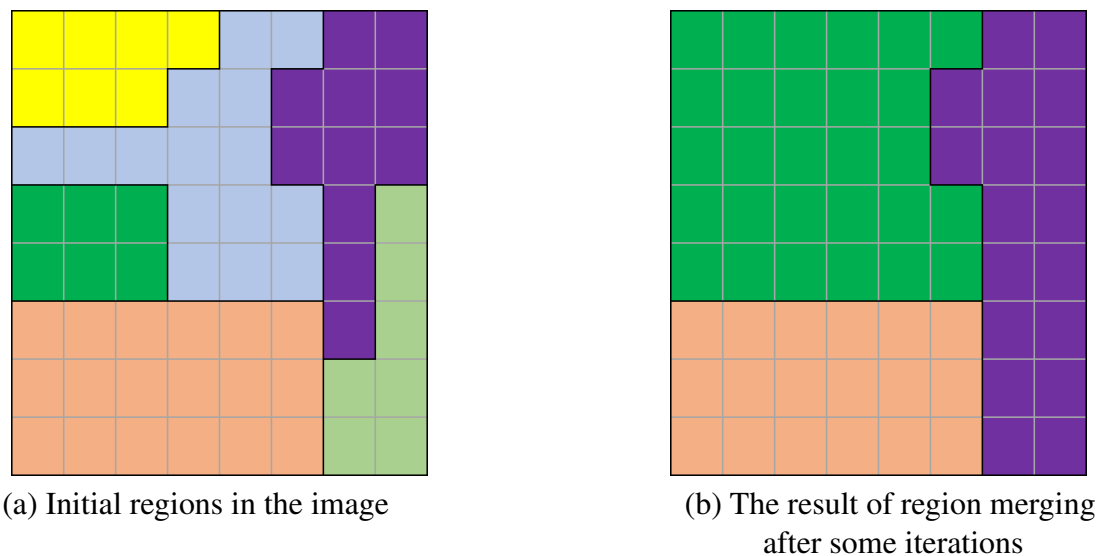 (a) Initial regions in the image
(b) The result of region merging
after some iterations